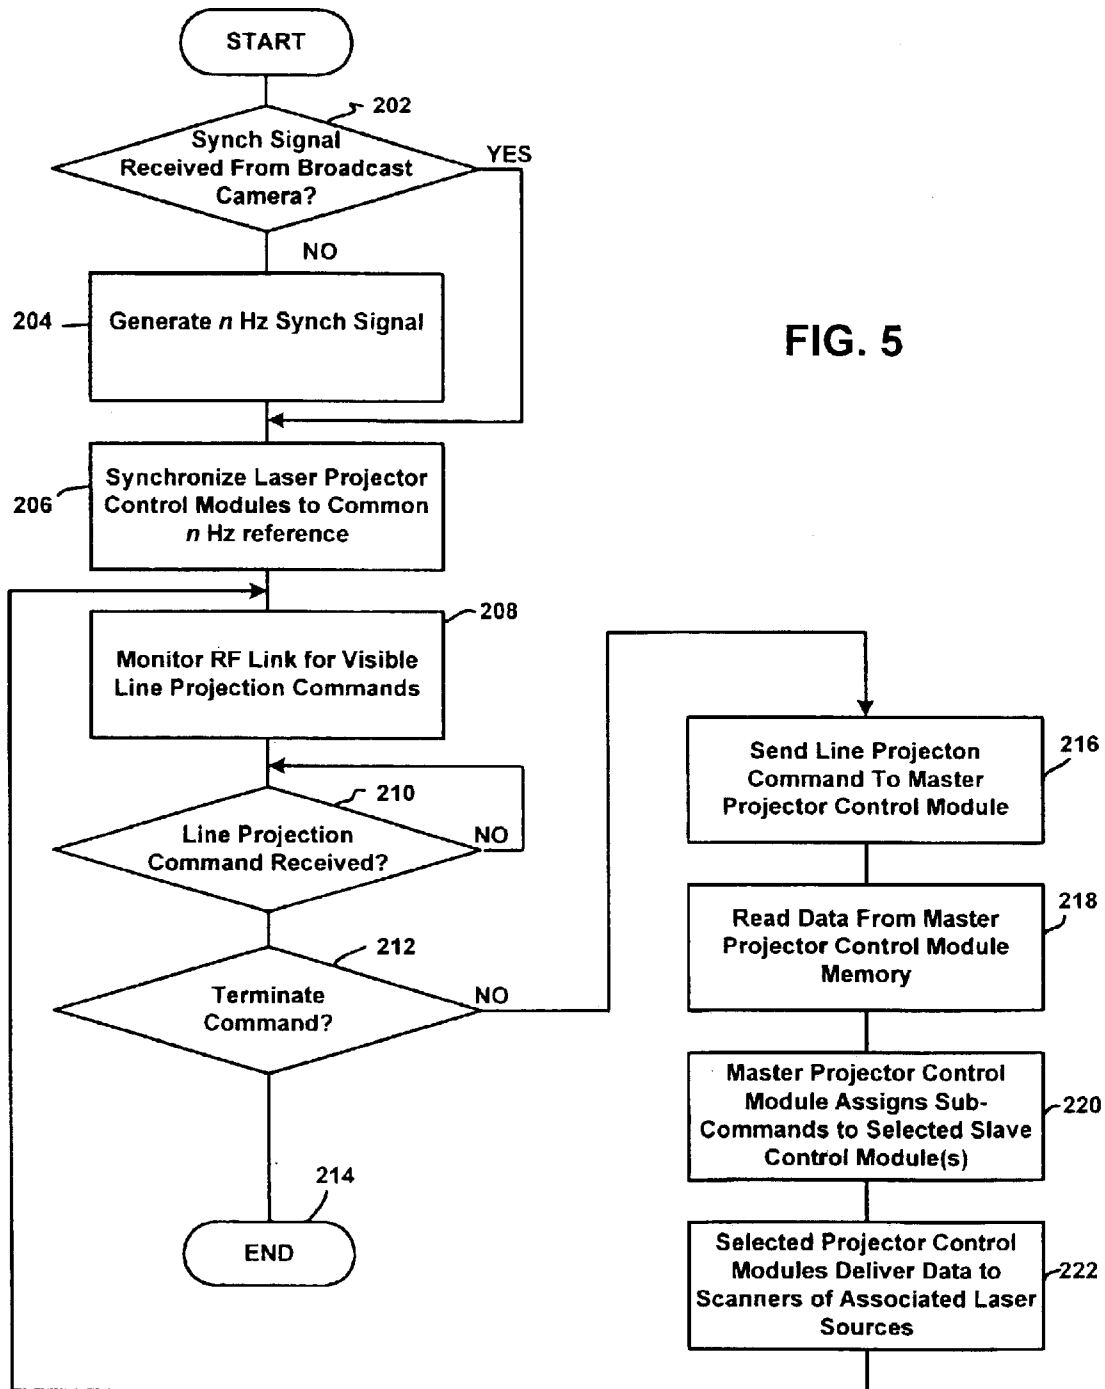 START
202
Synch Signal
Received From Broadcast
Camera?
YES
NO
204
Generate n Hz Synch Signal
FIG. 5
206
Synchronize Laser Projector
Control Modules to Common
n Hz reference
208
Monitor RF Link for Visible
Line Projection Commands
210
Line Projection
Command Received?
NO
212
Terminate
Command?
NO
214
END
216
Send Line Projecton
Command To Master
Projector Control Module
218
Read Data From Master
Projector Control Module
Memory
220
Master Projector Control
Module Assigns Sub-
Commands to Selected Slave
Control Module(s)
222
Selected Projector Control
Modules Deliver Data to
Scanners of Associated Laser
Sources